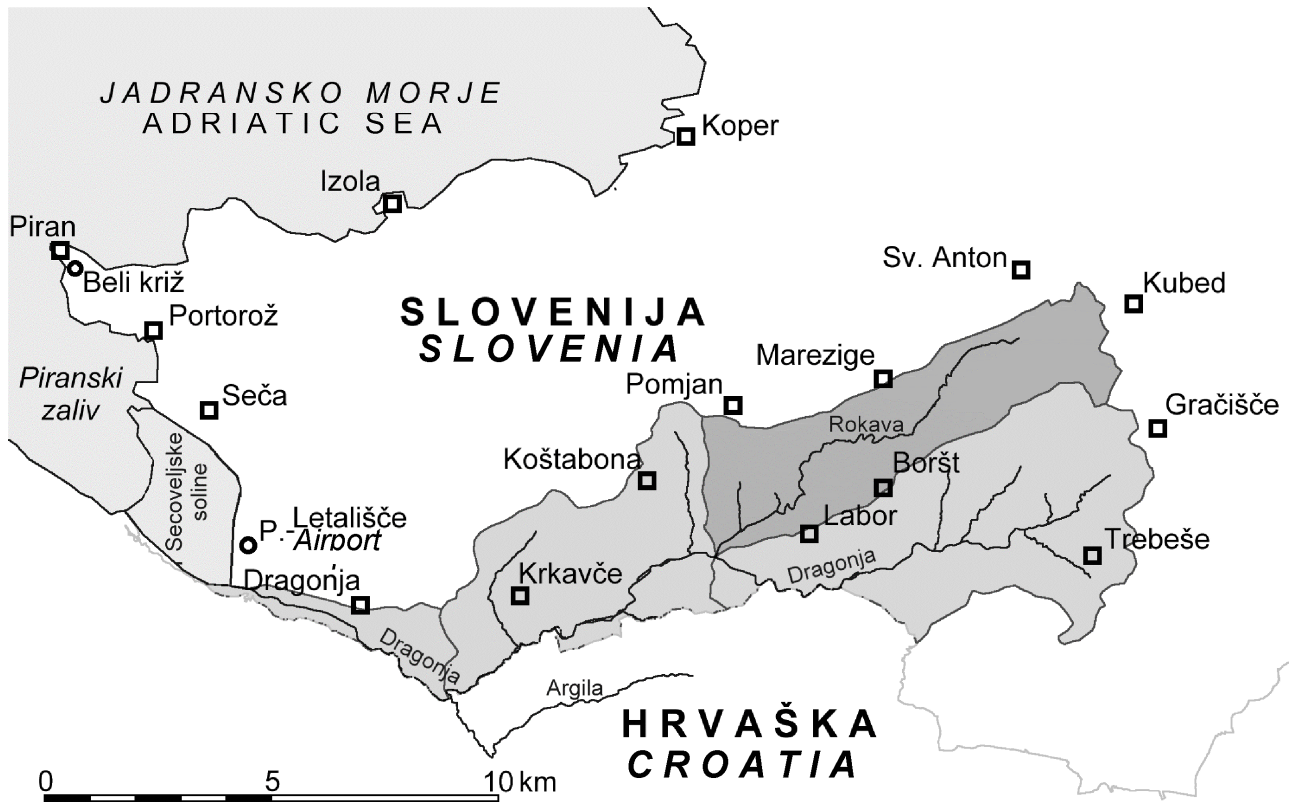 JADRANSKO MORJE
ADRIATIC SEA
Koper
Izola
Piran
Beli križ
Portorož
Sv. Anton
Kubed
SLOVENIJA
SLOVENIA
Marezige
Pomjan
Piranski
zaliv
Seča
Gračišče
Rokava
Koštabona
Boršt
Secoveljske
soline
Labor
P.-Letališče
Airport
Trebeše
Dragonja
Dragonja
Krkavče
Dragonja
Argila
HRVAŠKA
CROATIA
0 5 10 km